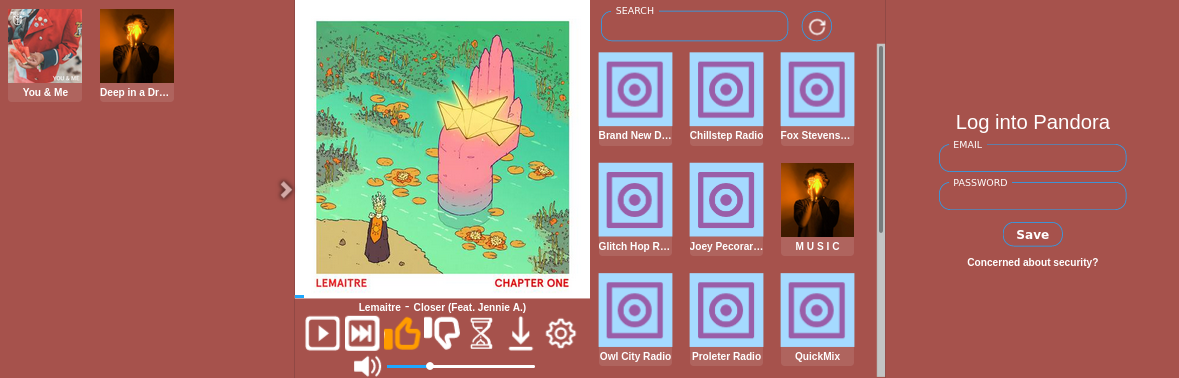 YOU & ME
You & Me
Deep in a Dr...
LEMAITRE
CHAPTER ONE
Lemaitre - Closer (Feat. Jennie A.)
SEARCH
Brand New D...
Chillstep Radio
Fox Stevens...
Glitch Hop R...
Joey Pecorar...
M U S I C
Owl City Radio
Proleter Radio
QuickMix
Log into Pandora
EMAIL
PASSWORD
Save
Concerned about security?